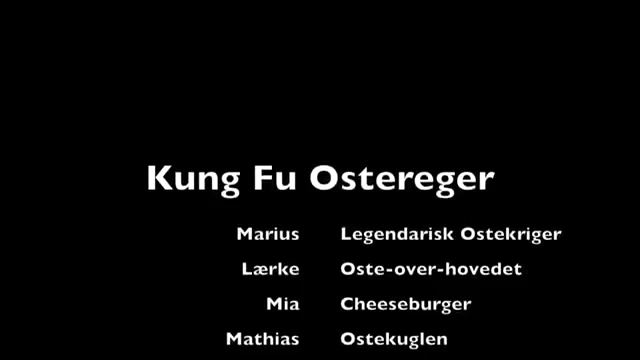 Kung Fu Ostereger
Marius Legendarisk Ostekriger
Lærke Oste-over-hovedet
Mia Cheeseburger
Mathias Ostekuglen